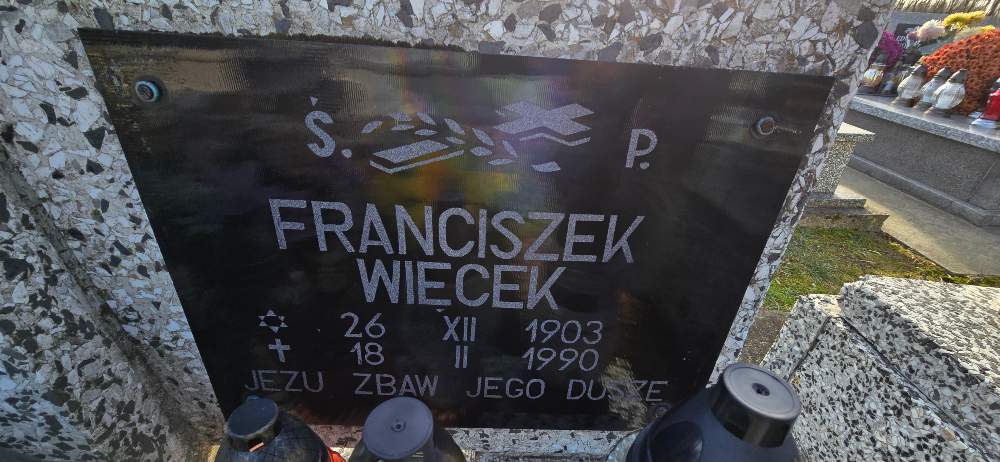 Ś. P.
FRANCISZEK
WIĘCEK
26 XII 1903
18 II 1990
JEZU ZBAW JEGO DUSZE